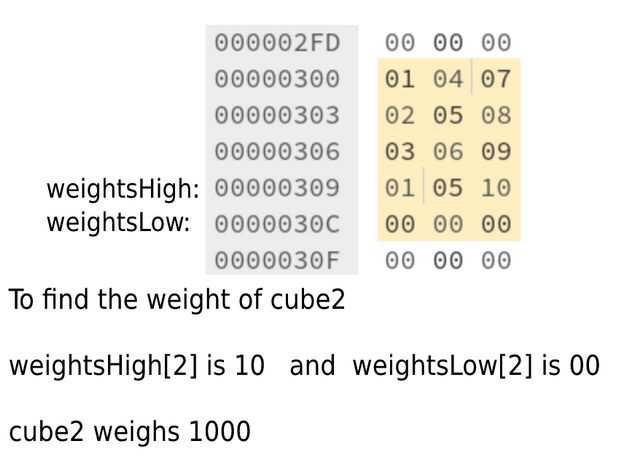 000002FD 00 00 00
00000300 01 04 07
00000303 02 05 08
00000306 03 06 09
weightsHigh: 00000309 01 05 10
weightsLow: 0000030C 00 00 00
0000030F 00 00 00
To find the weight of cube2
weightsHigh[2] is 10 and weightsLow[2] is 00
cube2 weighs 1000